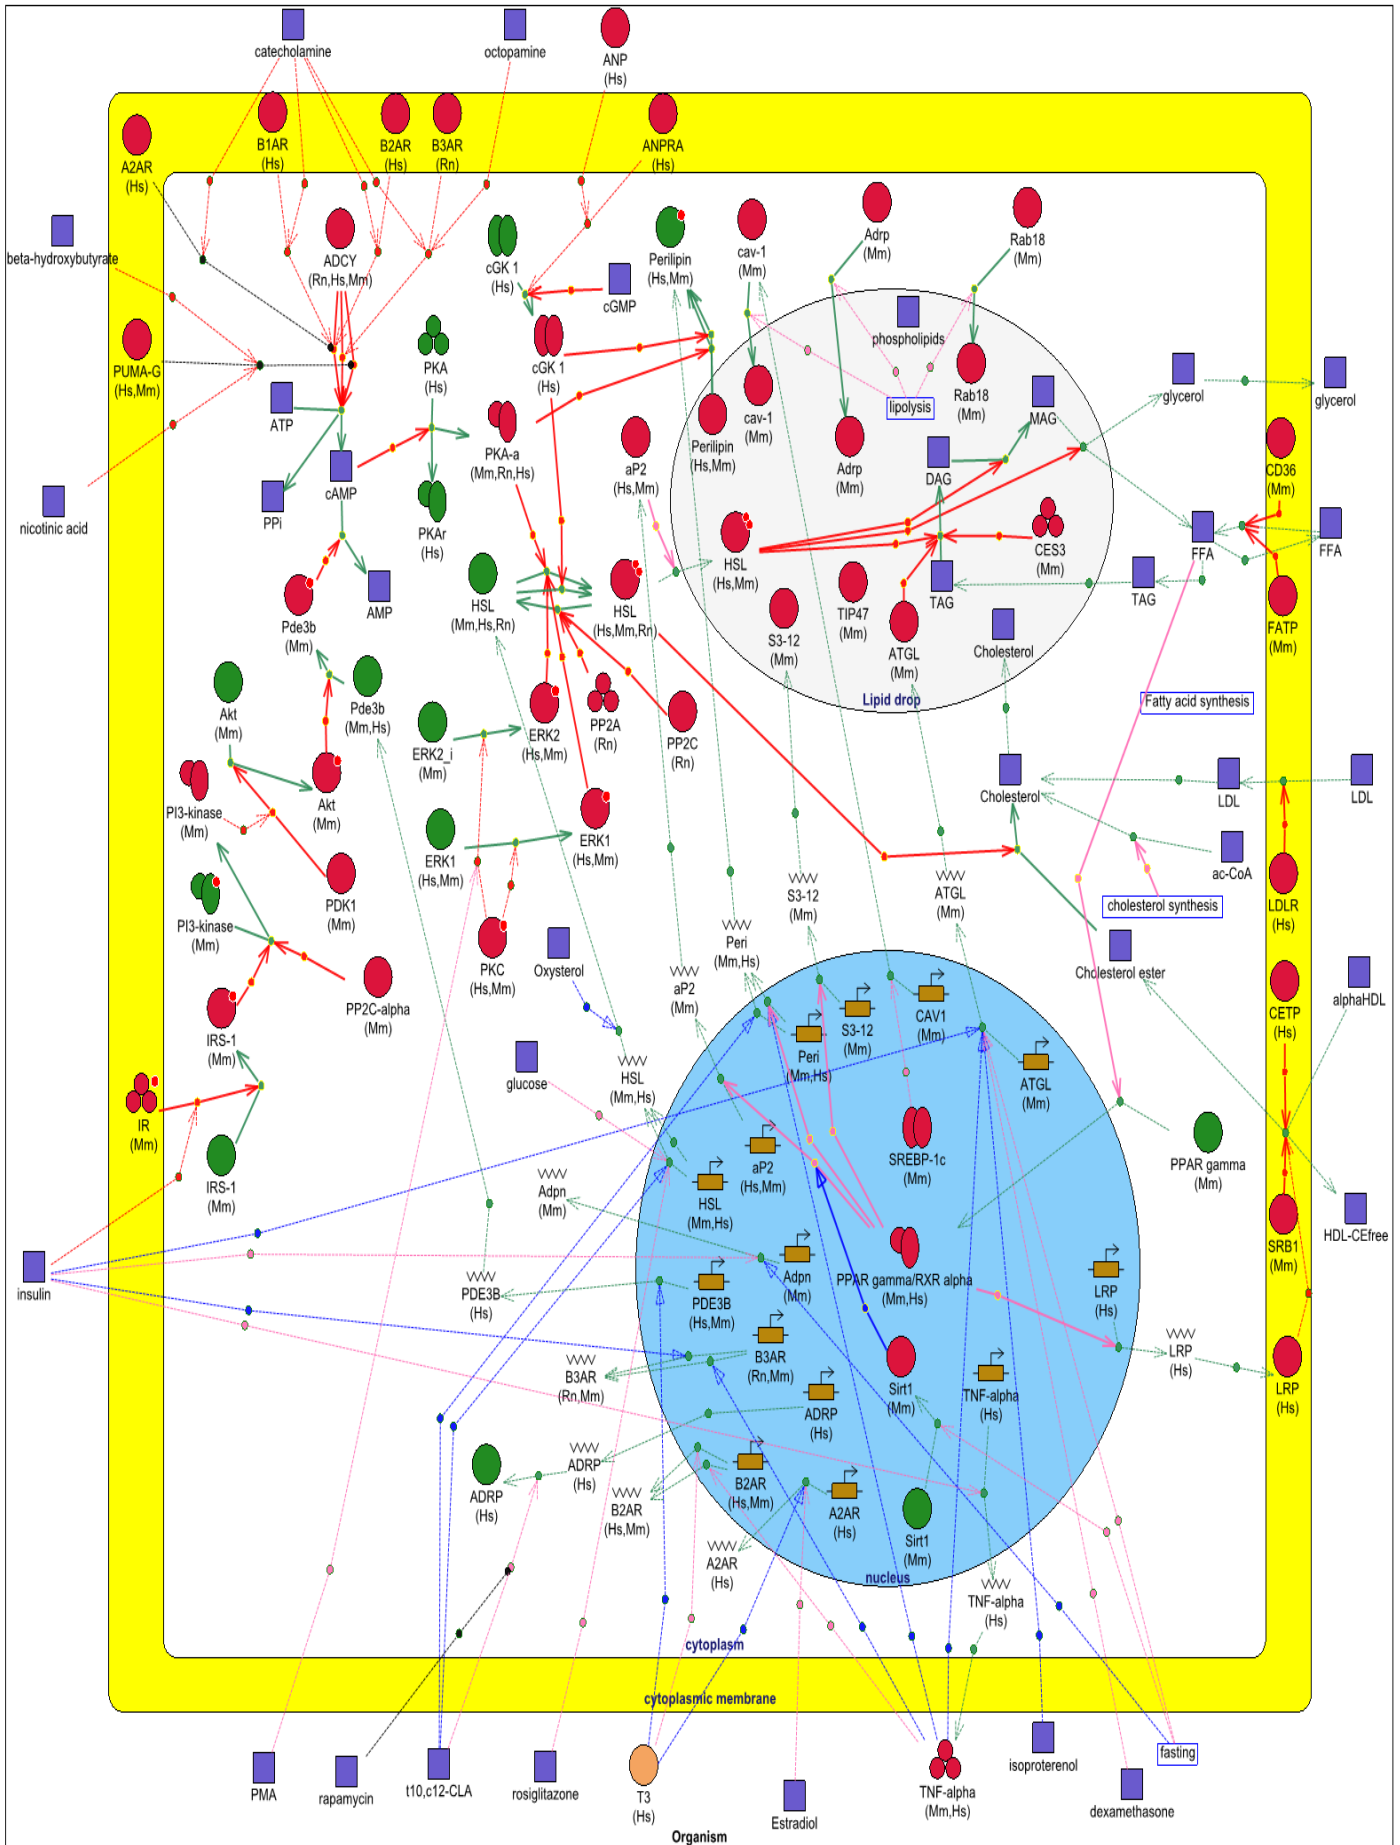 catecholamine
octopamine
ANP
(Hs)
A2AR
(Hs)
B1AR
(Hs)
B2AR
(Hs)
B3AR
(Rn)
ANPRA
(Hs)
beta-hydroxybutyrate
ADCY
(Rn,Hs,Mm)
cGK 1
(Hs)
cGMP
Perilipin
(Hs,Mm)
cav-1
(Mm)
Adrp
(Mm)
Rab18
(Mm)
phospholipids
PUMA-G
(Hs,Mm)
ATP
PKA
(Hs)
cGK 1
(Hs)
cav-1
(Mm)
lipolysis
Rab18
(Mm)
MAG
glycerol
glycerol
nicotinic acid
PPi
cAMP
PKA-a
(Mm,Rn,Hs)
PKAr
(Hs)
aP2
(Hs,Mm)
Perilipin
(Hs,Mm)
Adrp
(Mm)
DAG
CD36
(Mm)
AMP
HSL
(Hs,Mm)
CES3
(Mm)
FFA
FFA
Pde3b
(Mm)
HSL
(Mm,Hs,Rn)
HSL
(Hs,Mm,Rn)
S3-12
(Mm)
TIP47
(Mm)
ATGL
(Mm)
TAG
TAG
FATP
(Mm)
Cholesterol
Akt
(Mm)
Pde3b
(Mm,Hs)
ERK2_i
(Mm)
ERK2
(Hs,Mm)
PP2A
(Rn)
PP2C
(Rn)
Lipid drop
Fatty acid synthesis
PI3-kinase
(Mm)
Akt
(Mm)
ERK1
(Hs,Mm)
ERK1
(Hs,Mm)
Cholesterol
LDL
LDL
ac-CoA
PI3-kinase
(Mm)
PDK1
(Mm)
S3-12
(Mm)
ATGL
(Mm)
cholesterol synthesis
LDLR
(Hs)
PKC
(Hs,Mm)
Oxysterol
Peri
(Mm,Hs)
Cholesterol ester
IRS-1
(Mm)
PP2C-alpha
(Mm)
aP2
(Mm)
Peri
(Mm,Hs)
S3-12
(Mm)
CAV1
(Mm)
ATGL
(Mm)
CETP
(Hs)
alphaHDL
IR
(Mm)
glucose
HSL
(Mm,Hs)
IRS-1
(Mm)
aP2
(Hs,Mm)
SREBP-1c
(Mm)
PPAR gamma
(Mm)
Adpn
(Mm)
HSL
(Mm,Hs)
SRB1
(Mm)
HDL-CEfree
insulin
PDE3B
(Hs)
PDE3B
(Hs,Mm)
Adpn
(Mm)
PPAR gamma/RXR alpha
(Mm,Hs)
LRP
(Hs)
B3AR
(Rn,Mm)
B3AR
(Rn,Mm)
Sirt1
(Mm)
TNF-alpha
(Hs)
LRP
(Hs)
LRP
(Hs)
ADRP
(Hs)
ADRP
(Hs)
ADRP
(Hs)
B2AR
(Hs,Mm)
B2AR
(Hs,Mm)
A2AR
(Hs)
A2AR
(Hs)
Sirt1
(Mm)
nucleus
TNF-alpha
(Hs)
cytoplasm
cytoplasmic membrane
PMA
rapamycin
t10,c12-CLA
rosiglitazone
T3
(Hs)
Estradiol
TNF-alpha
(Mm,Hs)
isoproterenol
dexamethasone
fasting
Organism